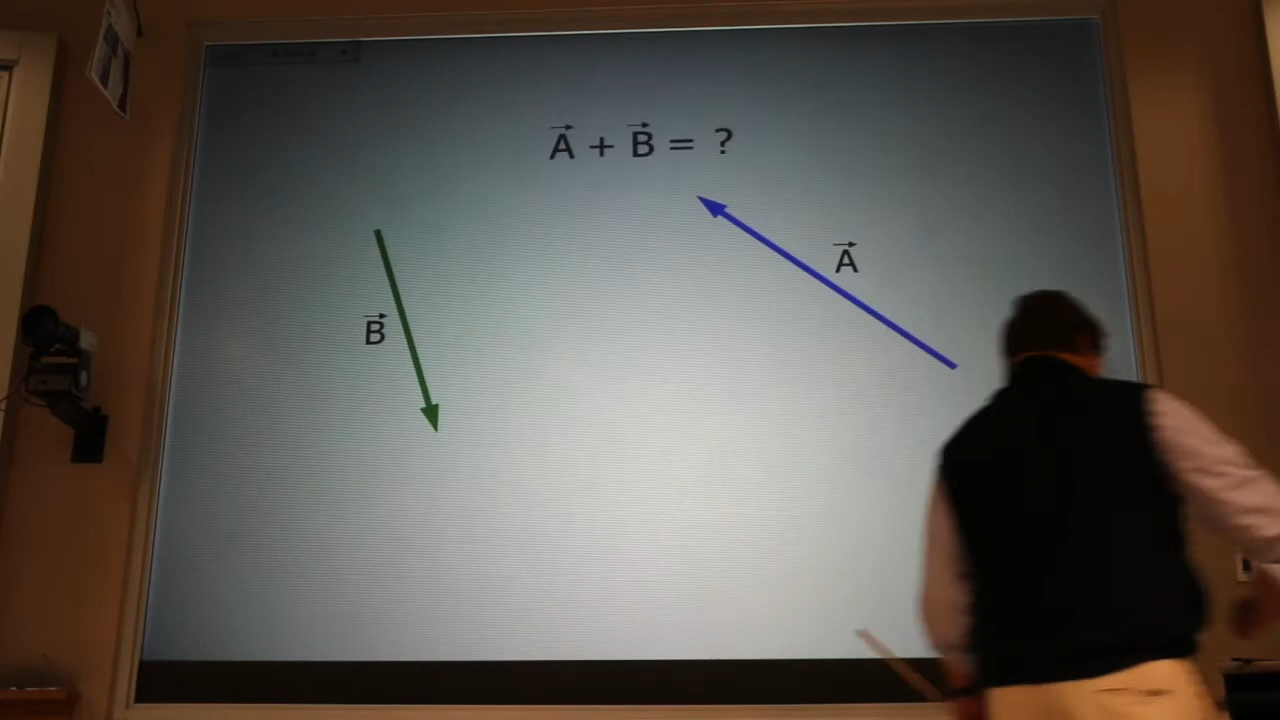 A⃗ + B⃗ = ?
A⃗
B⃗